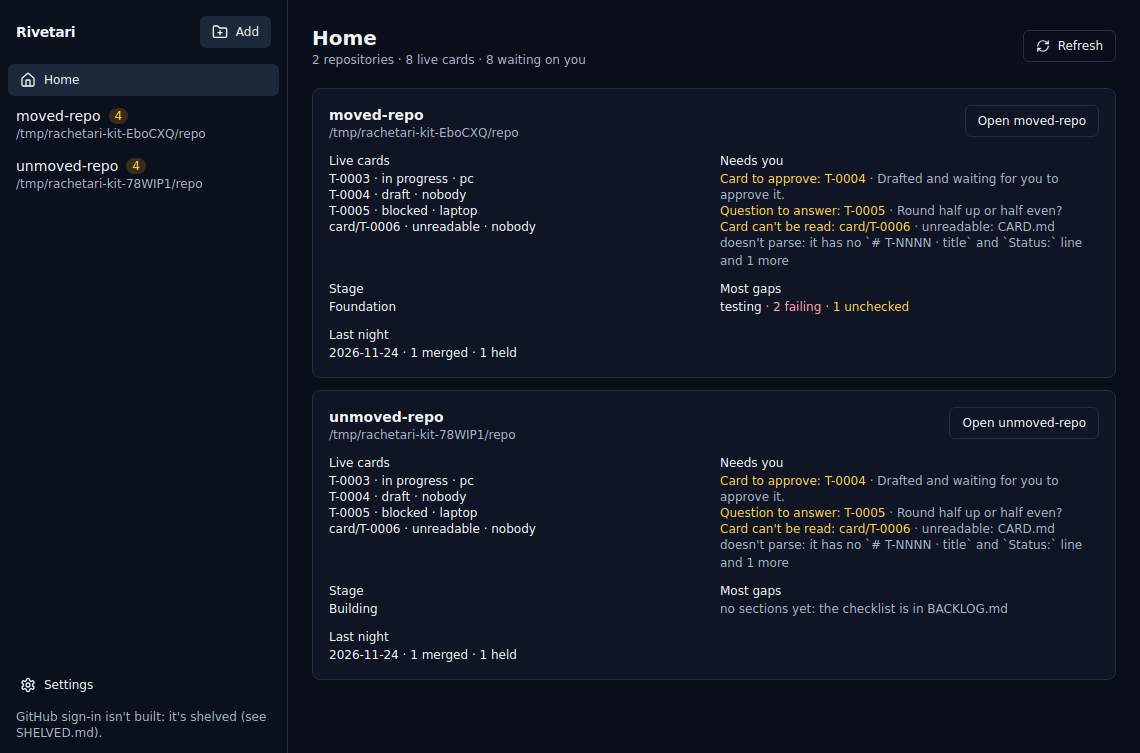 Rivetari
Add
Home
moved-repo 4
/tmp/rachetari-kit-EboCXQ/repo
unmoved-repo 4
/tmp/rachetari-kit-78WIP1/repo
Settings
GitHub sign-in isn't built: it's shelved (see
SHELVED.md).
Home
2 repositories · 8 live cards · 8 waiting on you
Refresh
moved-repo
/tmp/rachetari-kit-EboCXQ/repo
Open moved-repo
Live cards
T-0003 · in progress · pc
T-0004 · draft · nobody
T-0005 · blocked · laptop
card/T-0006 · unreadable · nobody
Needs you
Card to approve: T-0004 · Drafted and waiting for you to
approve it.
Question to answer: T-0005 · Round half up or half even?
Card can't be read: card/T-0006 · unreadable: CARD.md
doesn't parse: it has no `# T-NNNN · title` and `Status:` line
and 1 more
Stage
Foundation
Most gaps
testing · 2 failing · 1 unchecked
Last night
2026-11-24 · 1 merged · 1 held
unmoved-repo
/tmp/rachetari-kit-78WIP1/repo
Open unmoved-repo
Live cards
T-0003 · in progress · pc
T-0004 · draft · nobody
T-0005 · blocked · laptop
card/T-0006 · unreadable · nobody
Needs you
Card to approve: T-0004 · Drafted and waiting for you to
approve it.
Question to answer: T-0005 · Round half up or half even?
Card can't be read: card/T-0006 · unreadable: CARD.md
doesn't parse: it has no `# T-NNNN · title` and `Status:` line
and 1 more
Stage
Building
Most gaps
no sections yet: the checklist is in BACKLOG.md
Last night
2026-11-24 · 1 merged · 1 held